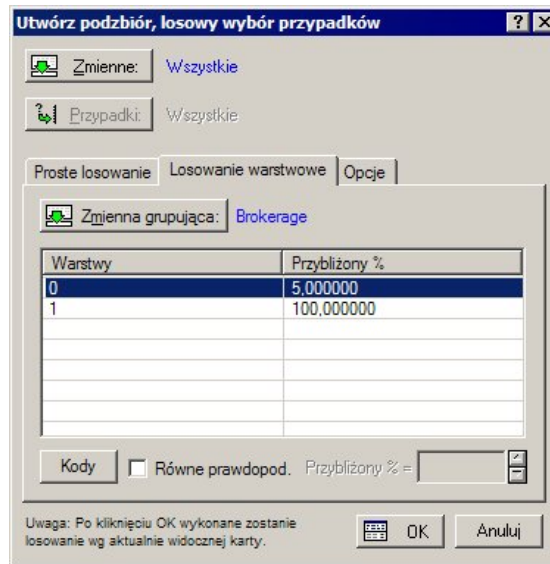 Utwórz podzbiór, losowy wybór przypadków
Zmienne: Wszystkie
Przypadki: Wszystkie
Proste losowanie Losowanie warstwowe Opcje
Zmienna grupująca: Brokerage
Warstwy Przybliżony %
0 5,000000
1 100,000000
Kody Równe prawdopod. Przybliżony % =
Uwaga: Po kliknięciu OK wykonane zostanie
losowanie wg aktualnie widocznej karty.
OK Anuluj